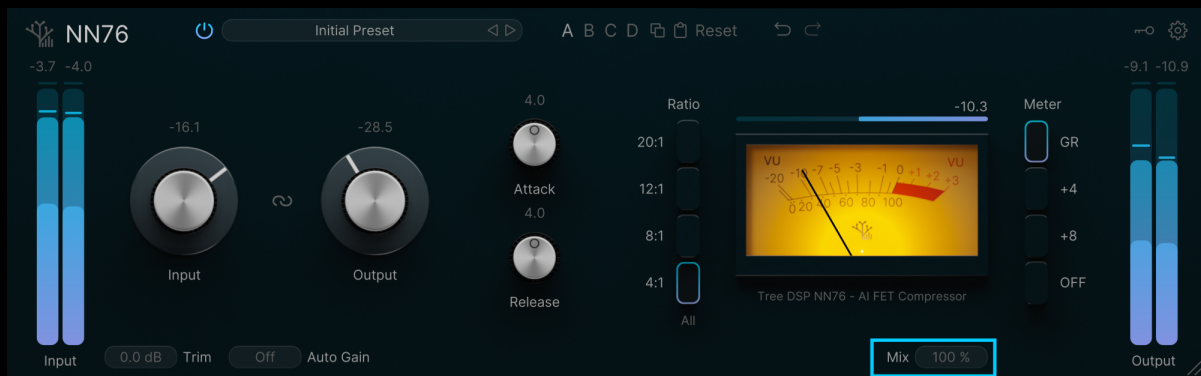 NN76 Initial Preset A B C D Reset
-3.7 -4.0
-9.1 -10.9
-16.1
-28.5
4.0
Attack
4.0
Release
Input
Output
Ratio
20:1
12:1
8:1
4:1
All
-10.3
VU VU
-20 -10 -7 -5 -3 -1 0 +1 +2 +3
0 20 40 60 80 100
Tree DSP NN76 - AI FET Compressor
Meter
GR
+4
+8
OFF
Input 0.0 dB Trim Off Auto Gain Mix 100 % Output